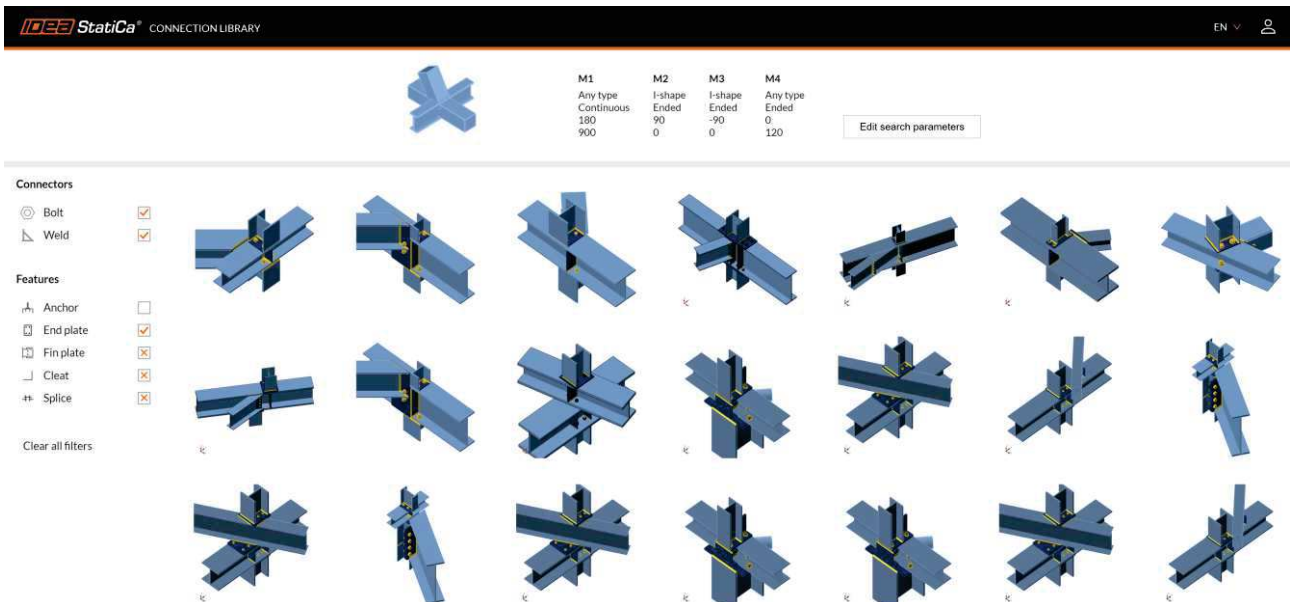 IDEA StatiCa® CONNECTION LIBRARY
EN
M1 M2 M3 M4
Any type I-shape I-shape Any type
Continuous Ended Ended Ended
180 90 -90 0
900 0 0 120
Edit search parameters
Connectors
Bolt
Weld
Features
Anchor
End plate
Fin plate
Cleat
Splice
Clear all filters